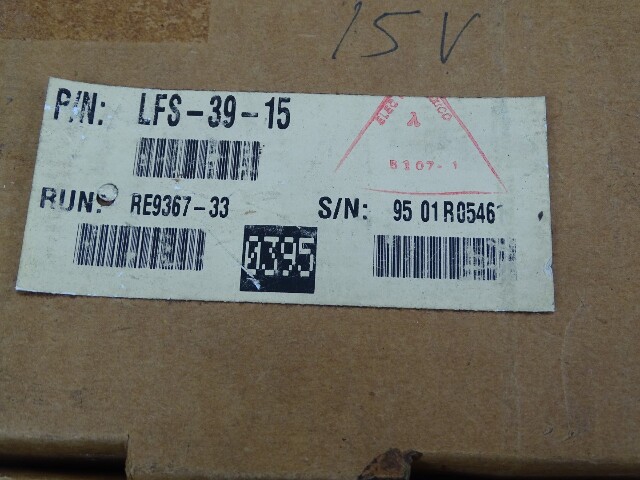 15V
P/N: LFS-39-15
λ
RUN: RE9367-33
S/N: 95 01R0546
0395